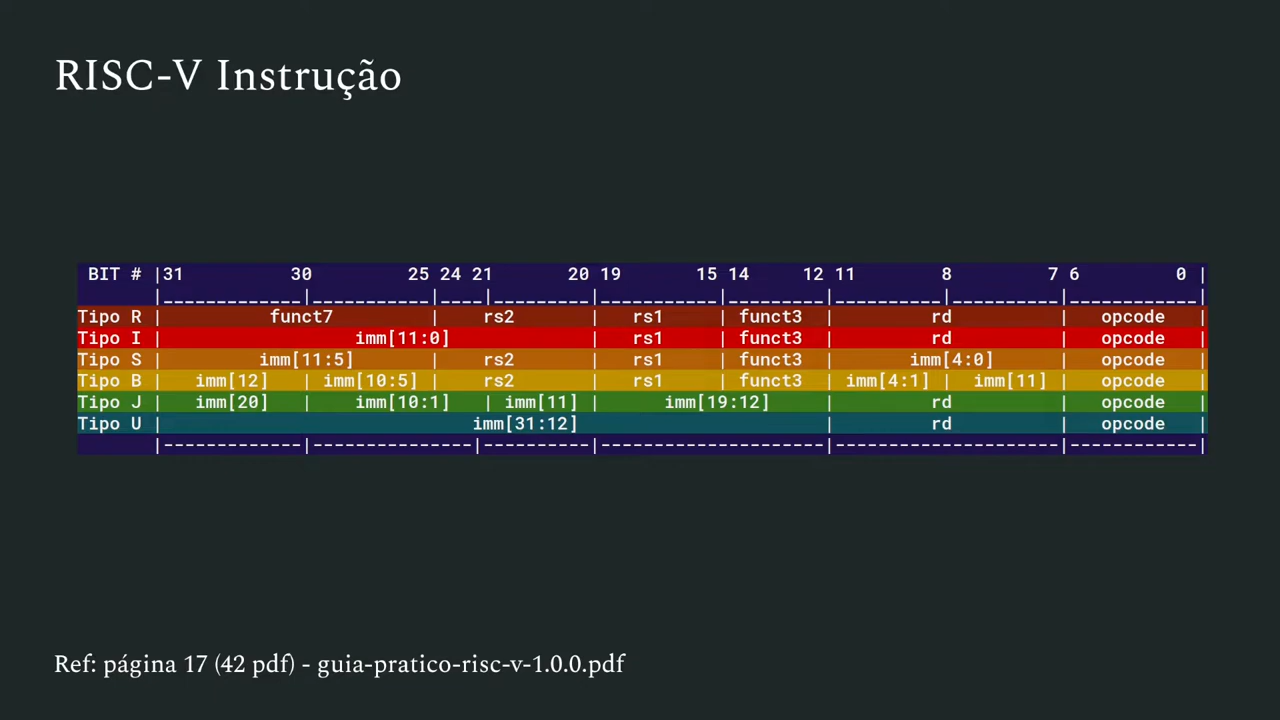 RISC-V Instrução
BIT # |31 30 25 24 21 20 19 15 14 12 11 8 7 6 0 |
|-------------|-----------|----|---------|-----------|---------|----------|----------|------------|
Tipo R | funct7 | rs2 | rs1 | funct3 | rd | opcode |
Tipo I | imm[11:0] | rs1 | funct3 | rd | opcode |
Tipo S | imm[11:5] | rs2 | rs1 | funct3 | imm[4:0] | opcode |
Tipo B | imm[12] | imm[10:5] | rs2 | rs1 | funct3 | imm[4:1] | imm[11] | opcode |
Tipo J | imm[20] | imm[10:1] | imm[11] | imm[19:12] | rd | opcode |
Tipo U | imm[31:12] | rd | opcode |
|-------------|---------------|----------|---------------------|----------|----------|------------|
Ref: página 17 (42 pdf) - guia-pratico-risc-v-1.0.0.pdf